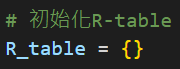 # 初始化R-table
R_table = {}